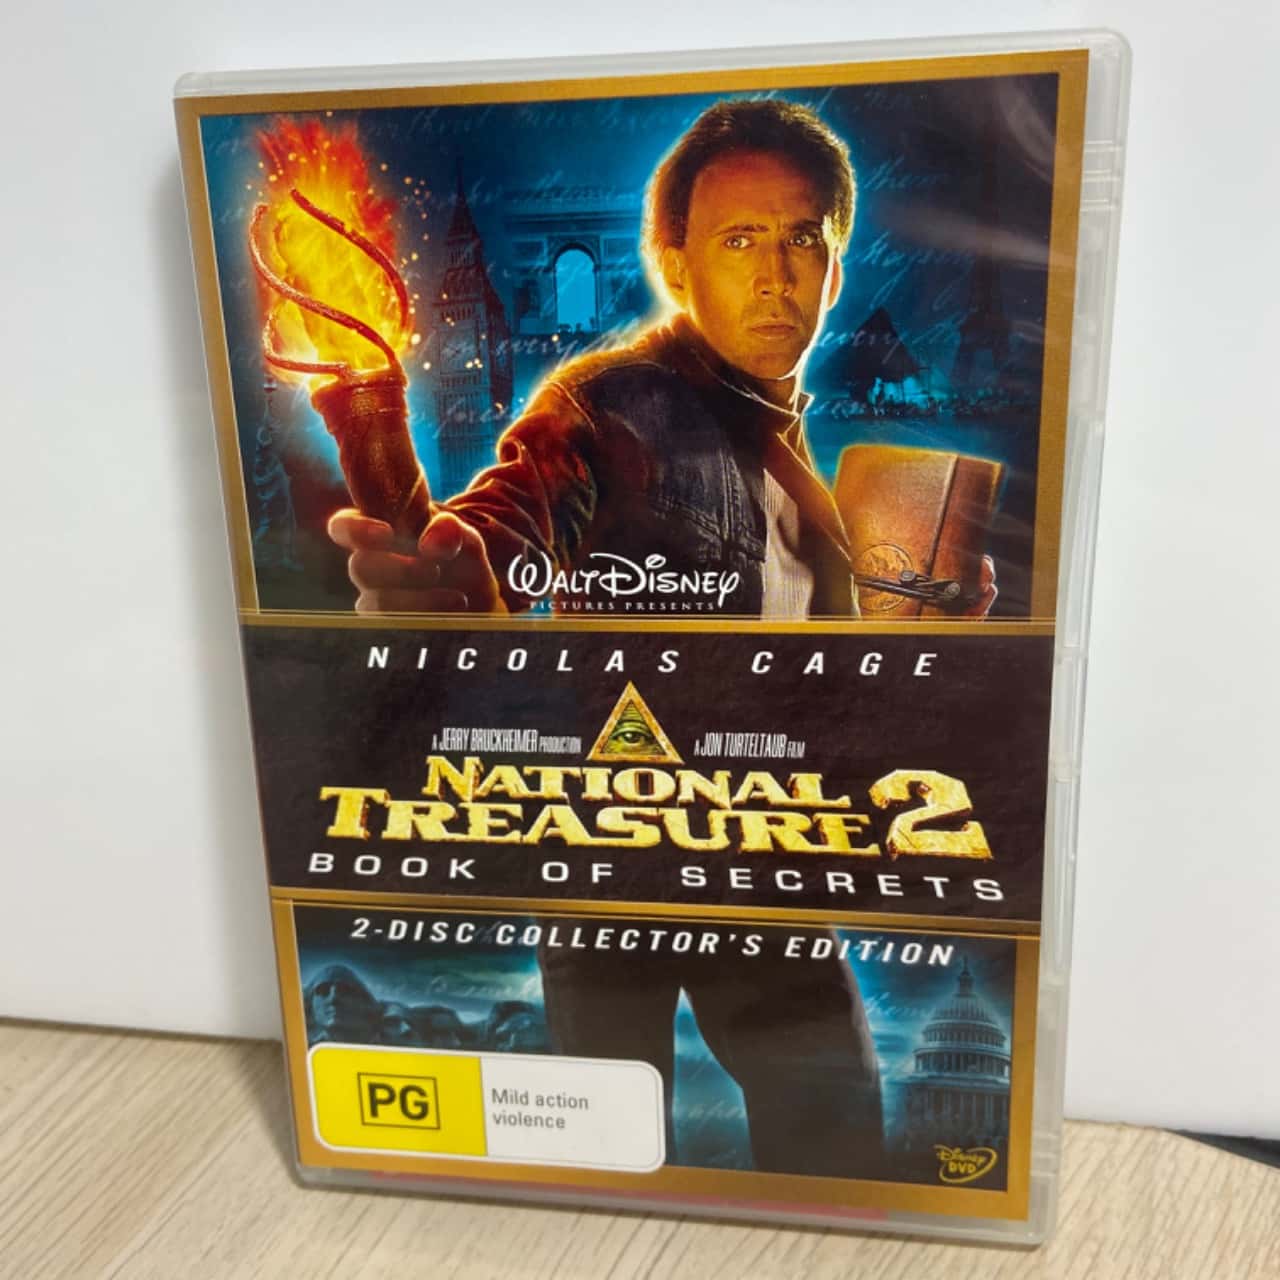 WALT DISNEY
PICTURES PRESENTS
NICOLAS CAGE
A JERRY BRUCKHEIMER PRODUCTION
A JON TURTELTAUB FILM
NATIONAL
TREASURE 2
BOOK OF SECRETS
2-DISC COLLECTOR'S EDITION
PG
Mild action
violence
Disney
DVD